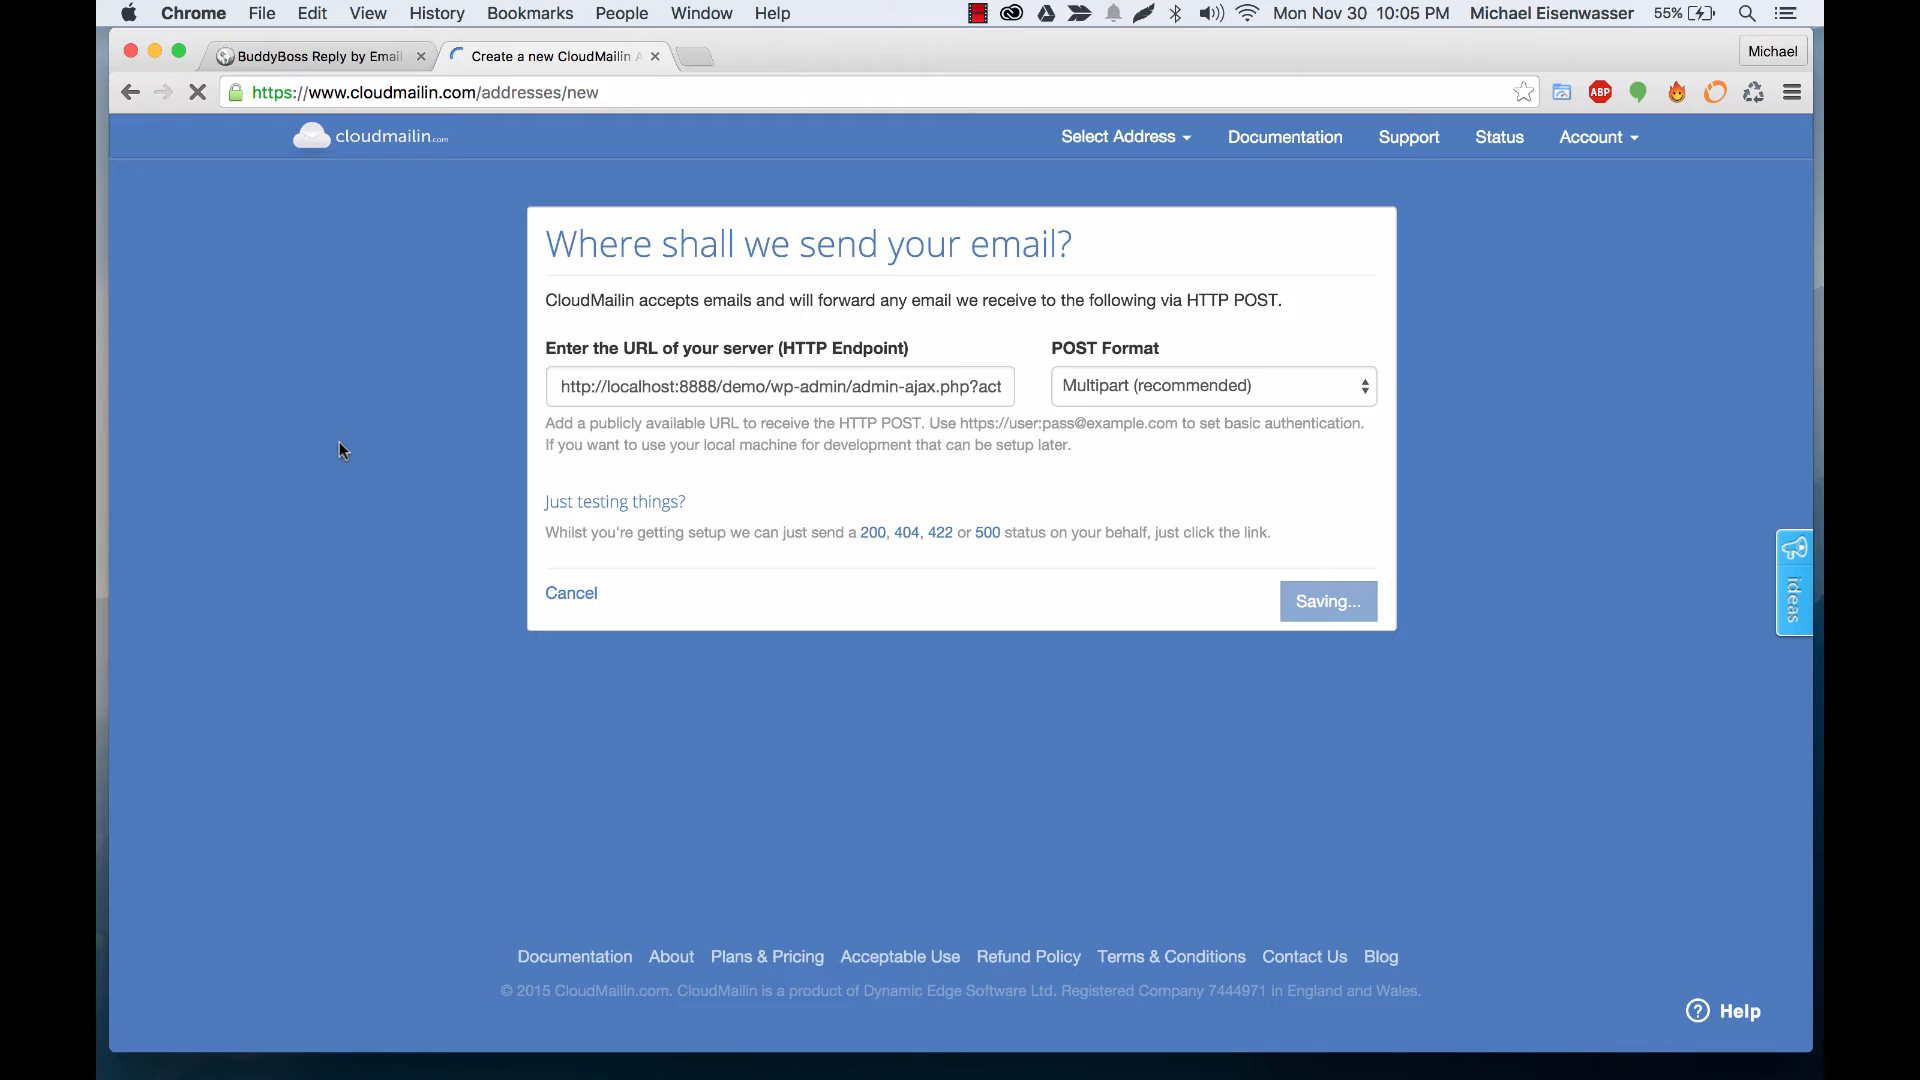 Chrome File Edit View History Bookmarks People Window Help Mon Nov 30 10:05 PM Michael Eisenwasser 55%
BuddyBoss Reply by Email Create a new CloudMailin A Michael
https://www.cloudmailin.com/addresses/new ABP
cloudmailin.com Select Address Documentation Support Status Account
Where shall we send your email?
CloudMailin accepts emails and will forward any email we receive to the following via HTTP POST.
Enter the URL of your server (HTTP Endpoint) POST Format
http://localhost:8888/demo/wp-admin/admin-ajax.php?act Multipart (recommended)
Add a publicly available URL to receive the HTTP POST. Use https://user:pass@example.com to set basic authentication.
If you want to use your local machine for development that can be setup later.
Just testing things?
Whilst you're getting setup we can just send a 200, 404, 422 or 500 status on your behalf, just click the link.
ideas
Cancel Saving...
Documentation About Plans & Pricing Acceptable Use Refund Policy Terms & Conditions Contact Us Blog
© 2015 CloudMailin.com. CloudMailin is a product of Dynamic Edge Software Ltd. Registered Company 7444971 in England and Wales.
? Help